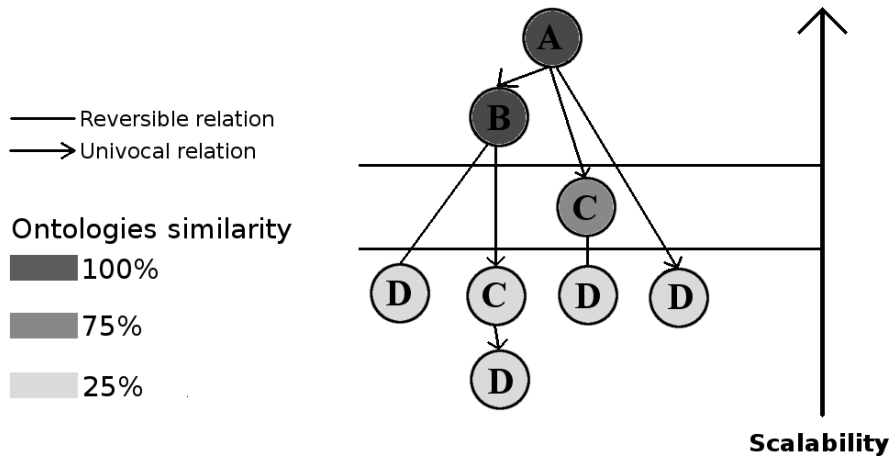 A
B
Reversible relation
Univocal relation
C
Ontologies similarity
100%
75%
25%
D
C
D
D
D
Scalability